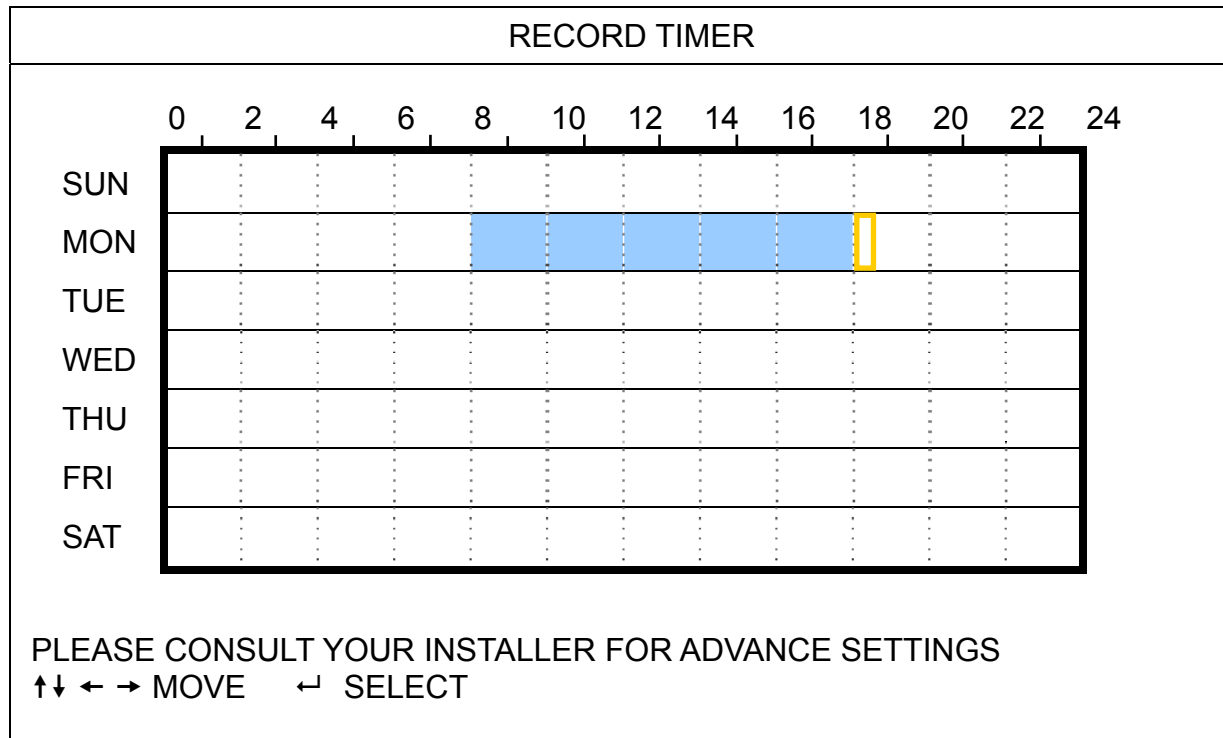 RECORD TIMER
0 2 4 6 8 10 12 14 16 18 20 22 24
SUN
MON
TUE
WED
THU
FRI
SAT
PLEASE CONSULT YOUR INSTALLER FOR ADVANCE SETTINGS
↑↓ ← → MOVE ↵ SELECT